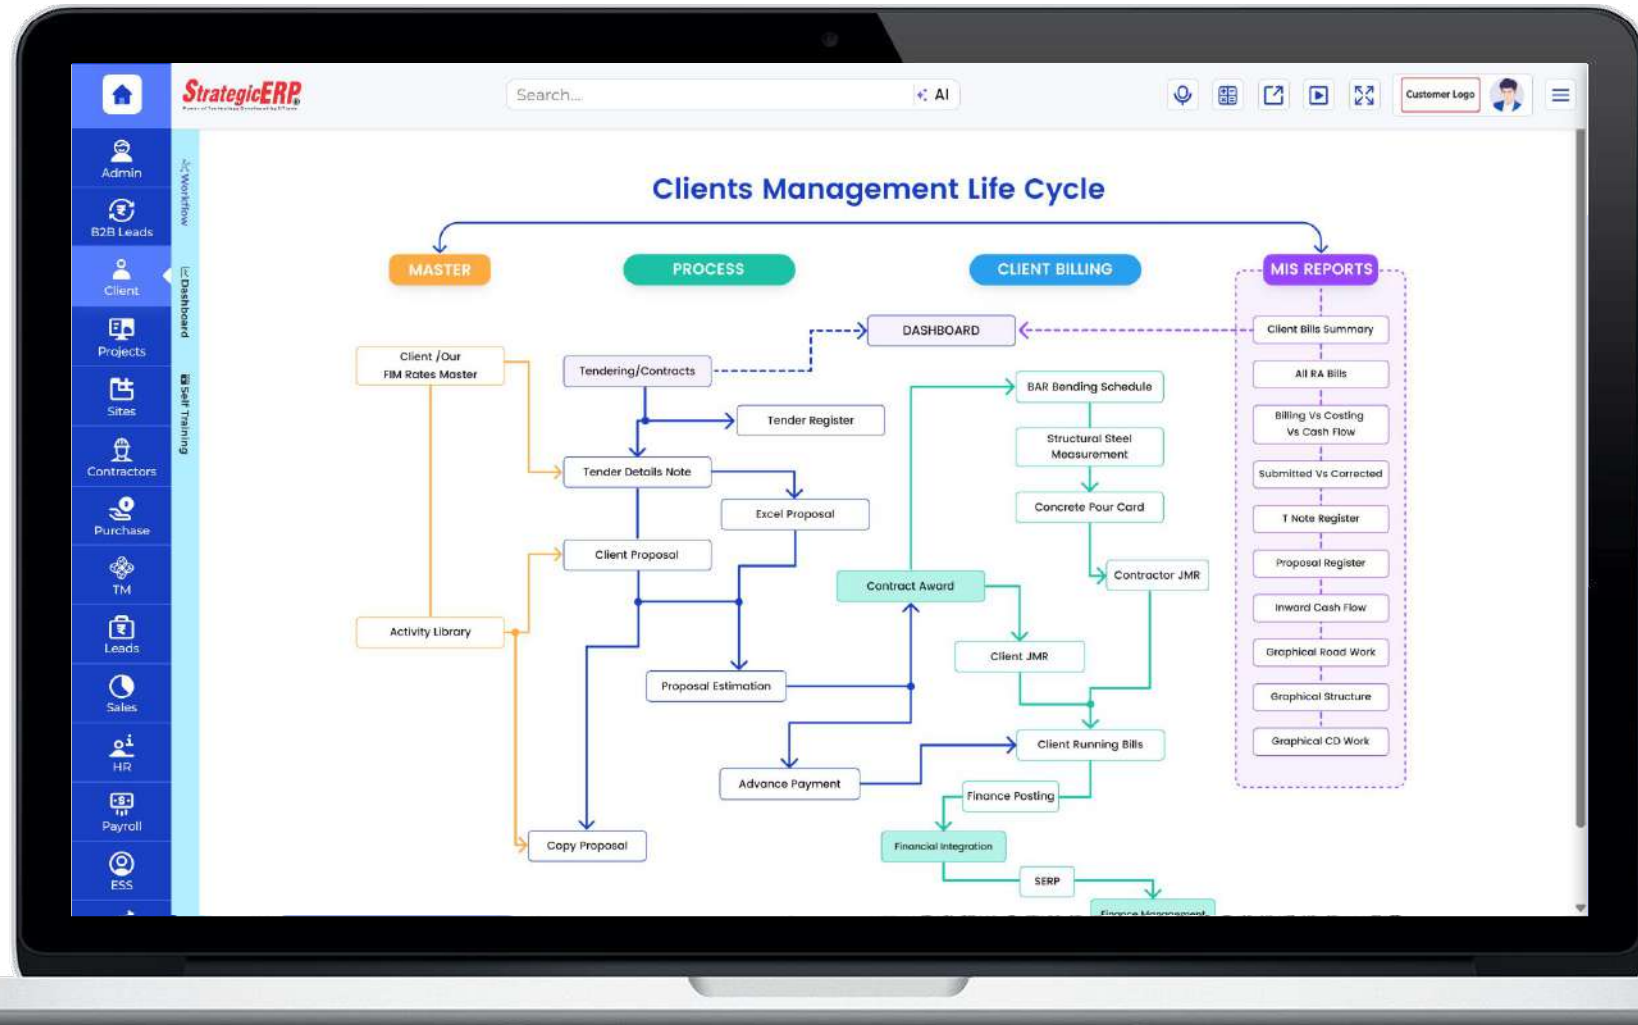 StrategicERP
Search...
AI
Customer Logo
Admin
B2B Leads
Client
Projects
Sites
Contractors
Purchase
TM
Leads
Sales
HR
Payroll
ESS
Workflow
Dashboard
Self Training
Clients Management Life Cycle
MASTER
PROCESS
CLIENT BILLING
MIS REPORTS
DASHBOARD
Client /Our
FIM Rates Master
Activity Library
Tendering/Contracts
Tender Register
Tender Details Note
Excel Proposal
Client Proposal
Proposal Estimation
Advance Payment
Copy Proposal
Contract Award
BAR Bending Schedule
Structural Steel
Measurement
Concrete Pour Card
Contractor JMR
Client JMR
Client Running Bills
Finance Posting
Financial Integration
SERP
Finance Management
Client Bills Summary
All RA Bills
Billing Vs Costing
Vs Cash Flow
Submitted Vs Corrected
T Note Register
Proposal Register
Inward Cash Flow
Graphical Road Work
Graphical Structure
Graphical CD Work